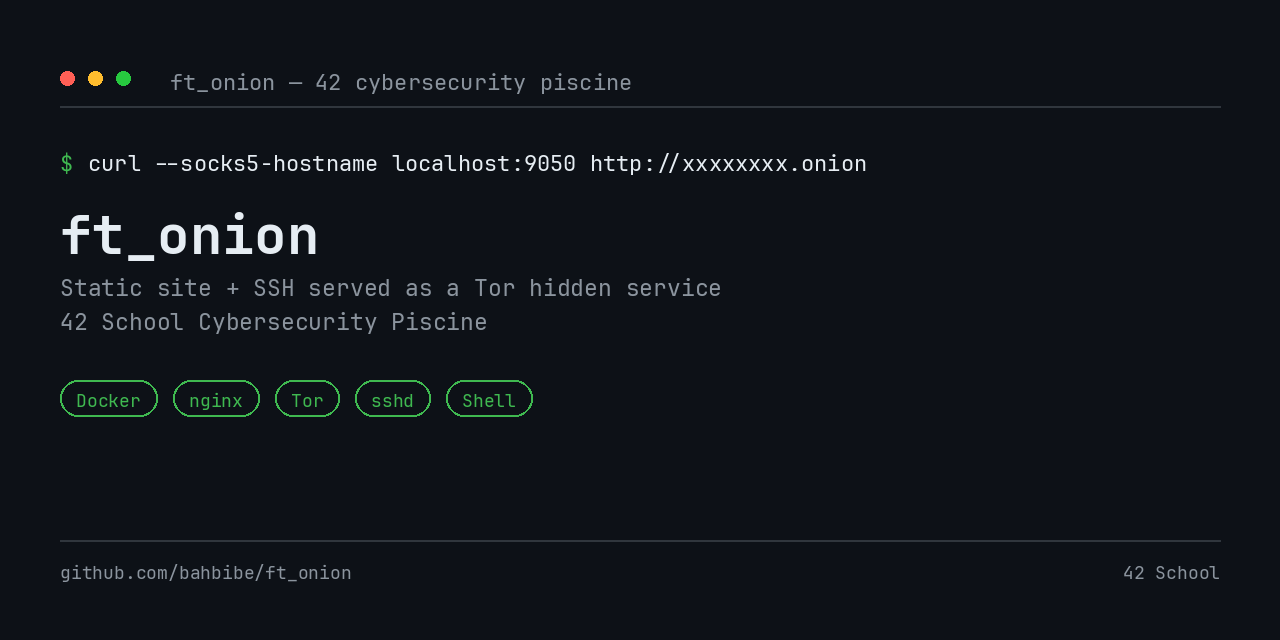 ft_onion — 42 cybersecurity piscine
$ curl --socks5-hostname localhost:9050 http://xxxxxxxx.onion
ft_onion
Static site + SSH served as a Tor hidden service
42 School Cybersecurity Piscine
Docker nginx Tor sshd Shell
github.com/bahbibe/ft_onion 42 School